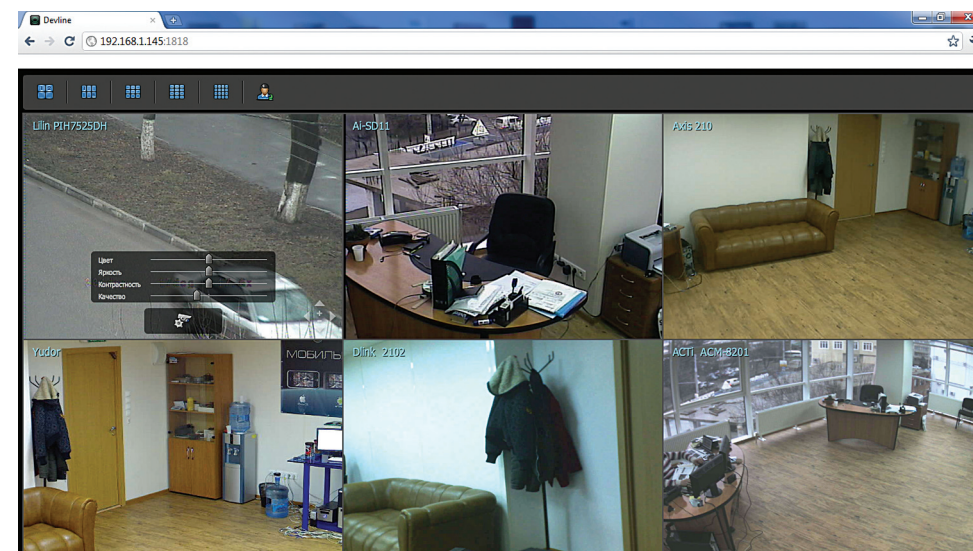 Devline
192.168.1.145:1818
Lilin PIH7525DH
Ai-SD11
Axis 210
Цвет
Яркость
Контрастность
Качество
Yudor
МОБИЛЬ
Dlink 2102
ACTi, ACM-8201